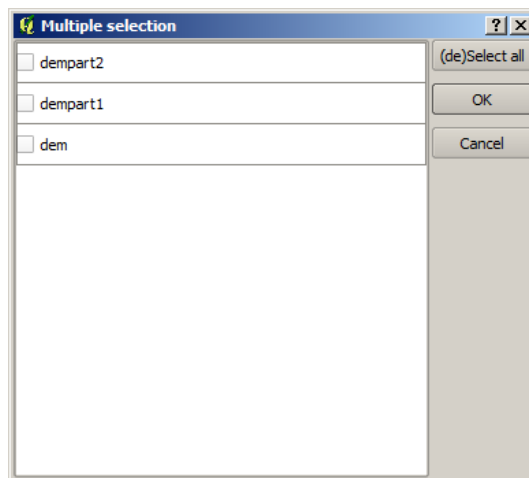 Multiple selection
dempart2
dempart1
dem
(de)Select all
OK
Cancel